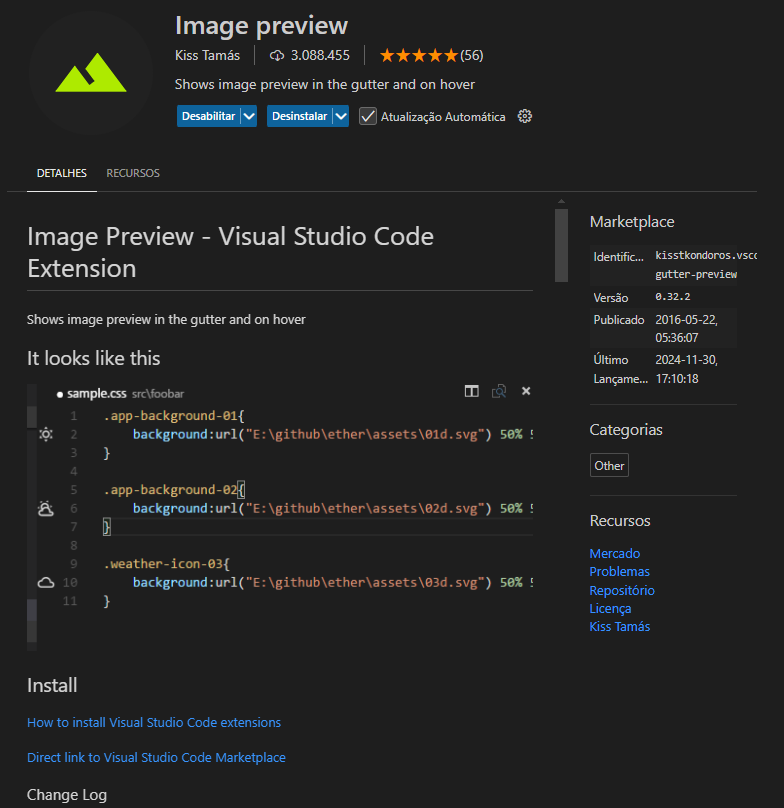 Image preview
Kiss Tamás 3.088.455 (56)
Shows image preview in the gutter and on hover
Desabilitar Desinstalar Atualização Automática
DETALHES RECURSOS
Image Preview - Visual Studio Code
Extension
Shows image preview in the gutter and on hover
It looks like this
sample.css src\foobar
1 .app-background-01{
2 background:url("E:\github\ether\assets\01d.svg") 50%
3 }
4
5 .app-background-02{
6 background:url("E:\github\ether\assets\02d.svg") 50%
7 }
8
9 .weather-icon-03{
10 background:url("E:\github\ether\assets\03d.svg") 50%
11 }
Install
How to install Visual Studio Code extensions
Direct link to Visual Studio Code Marketplace
Change Log
Marketplace
Identific... kisstkondoros.vsco
gutter-preview
Versão 0.32.2
Publicado 2016-05-22,
05:36:07
Último 2024-11-30,
Lançame... 17:10:18
Categorias
Other
Recursos
Mercado
Problemas
Repositório
Licença
Kiss Tamás